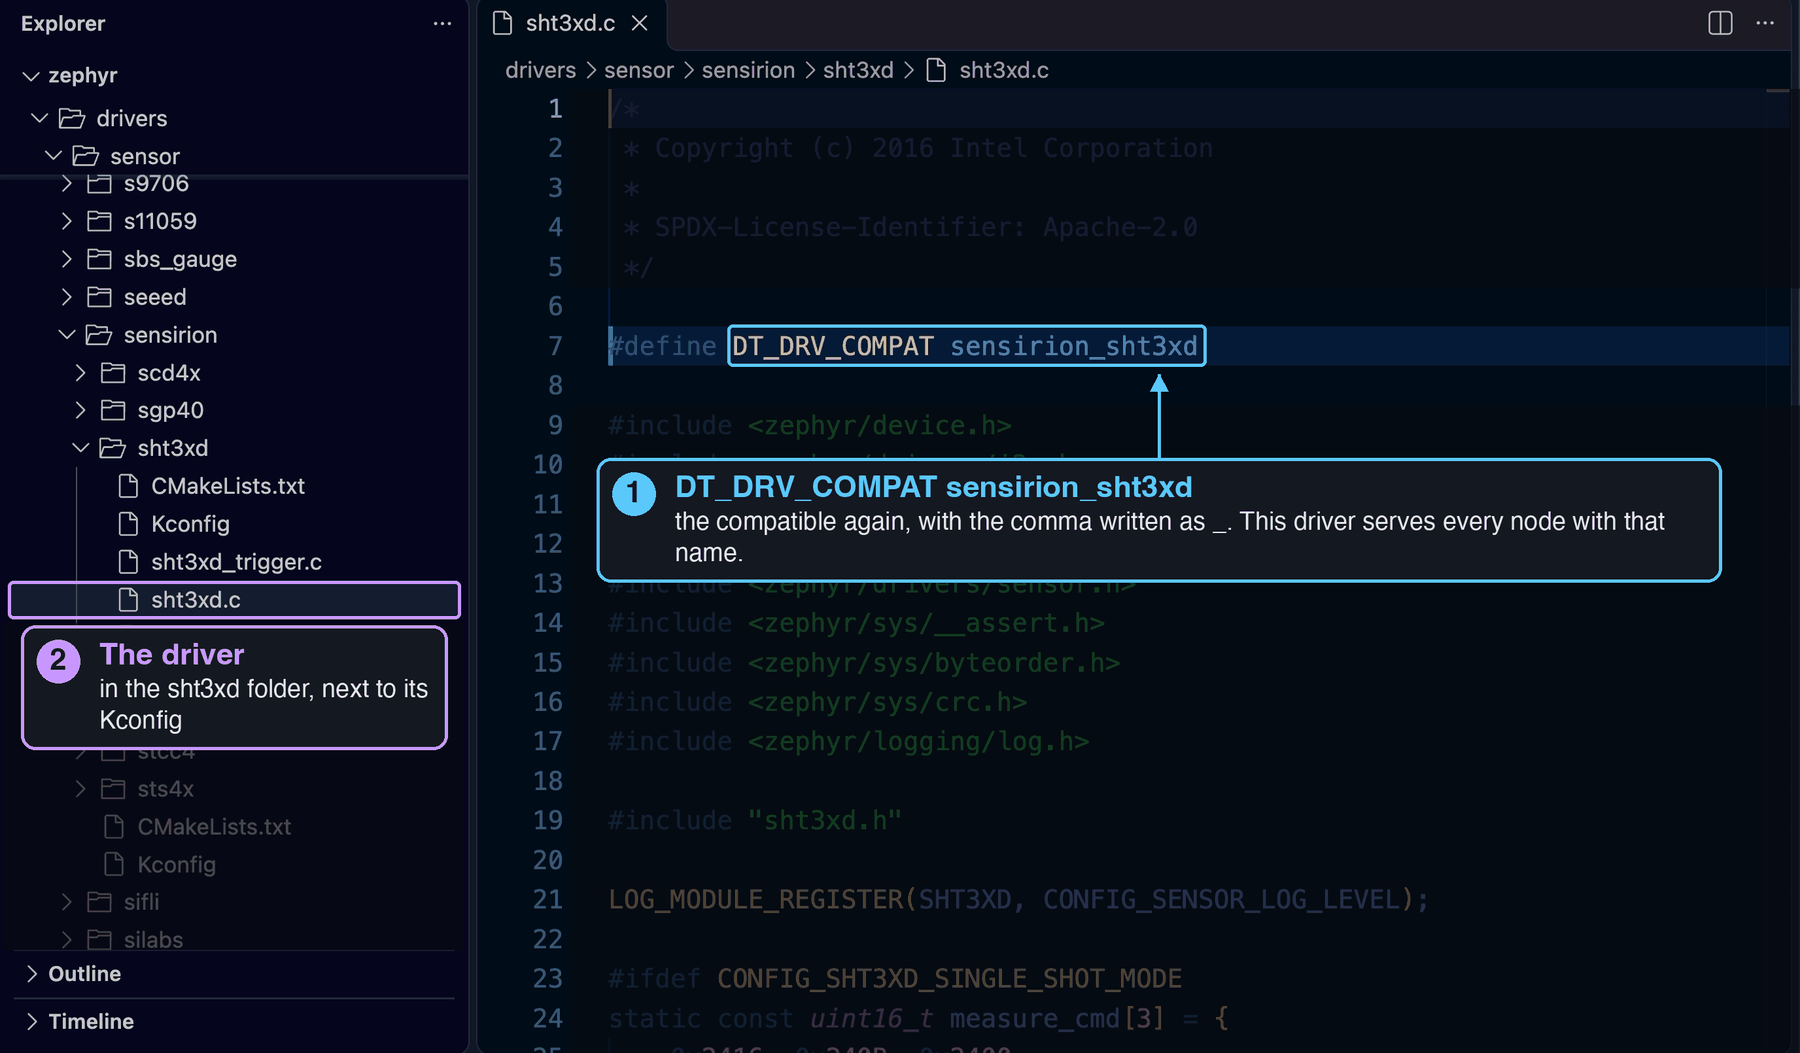 Explorer
zephyr
drivers
sensor
s9706
s11059
sbs_gauge
seeed
sensirion
scd4x
sgp40
sht3xd
CMakeLists.txt
Kconfig
sht3xd_trigger.c
sht3xd.c
2 The driver
in the sht3xd folder, next to its
Kconfig
stcc4
sts4x
CMakeLists.txt
Kconfig
sifli
silabs
Outline
Timeline
sht3xd.c
drivers > sensor > sensirion > sht3xd > sht3xd.c
1 /*
2 * Copyright (c) 2016 Intel Corporation
3 *
4 * SPDX-License-Identifier: Apache-2.0
5 */
6
7 #define DT_DRV_COMPAT sensirion_sht3xd
8
9 #include <zephyr/device.h>
10
1 DT_DRV_COMPAT sensirion_sht3xd
11
the compatible again, with the comma written as _. This driver serves every node with that
12
name.
13 <zephyr/drivers/sensor.h>
14 #include <zephyr/sys/__assert.h>
15 #include <zephyr/sys/byteorder.h>
16 #include <zephyr/sys/crc.h>
17 #include <zephyr/logging/log.h>
18
19 #include "sht3xd.h"
20
21 LOG_MODULE_REGISTER(SHT3XD, CONFIG_SENSOR_LOG_LEVEL);
22
23 #ifdef CONFIG_SHT3XD_SINGLE_SHOT_MODE
24 static const uint16_t measure_cmd[3] = {